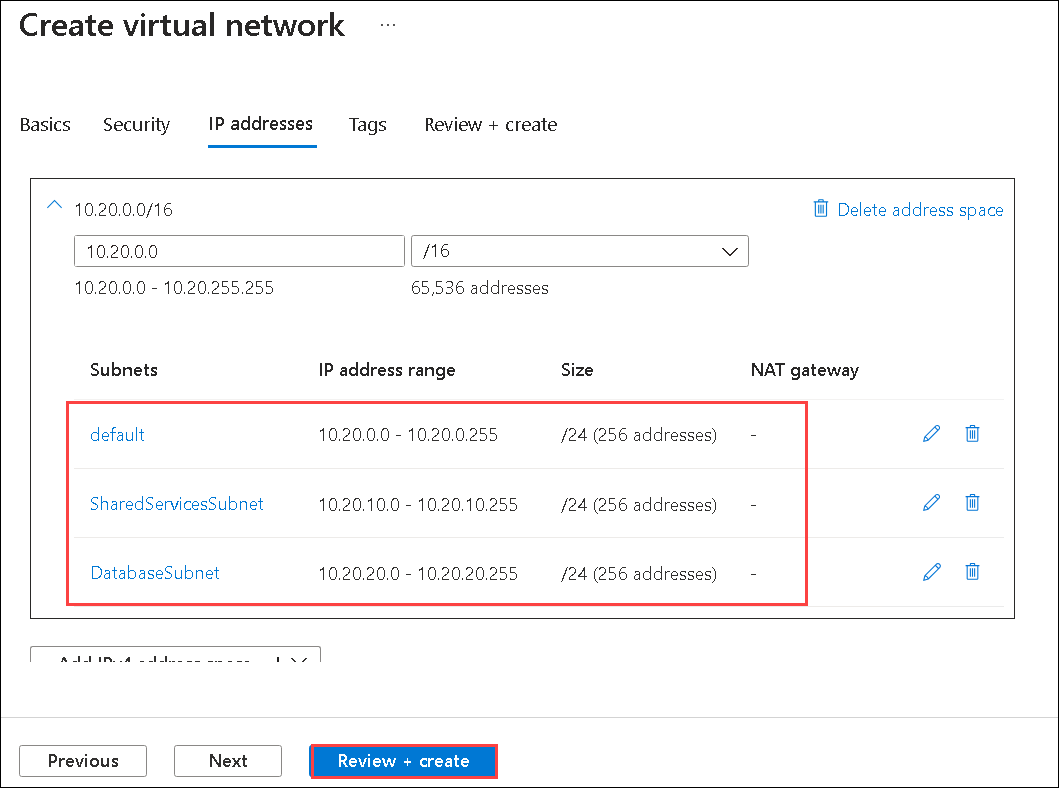 Create virtual network ...
Basics Security IP addresses Tags Review + create
10.20.0.0/16 Delete address space
10.20.0.0 /16
10.20.0.0 - 10.20.255.255 65,536 addresses
Subnets IP address range Size NAT gateway
default 10.20.0.0 - 10.20.0.255 /24 (256 addresses) -
SharedServicesSubnet 10.20.10.0 - 10.20.10.255 /24 (256 addresses) -
DatabaseSubnet 10.20.20.0 - 10.20.20.255 /24 (256 addresses) -
Add IPv4 address space
Previous Next Review + create